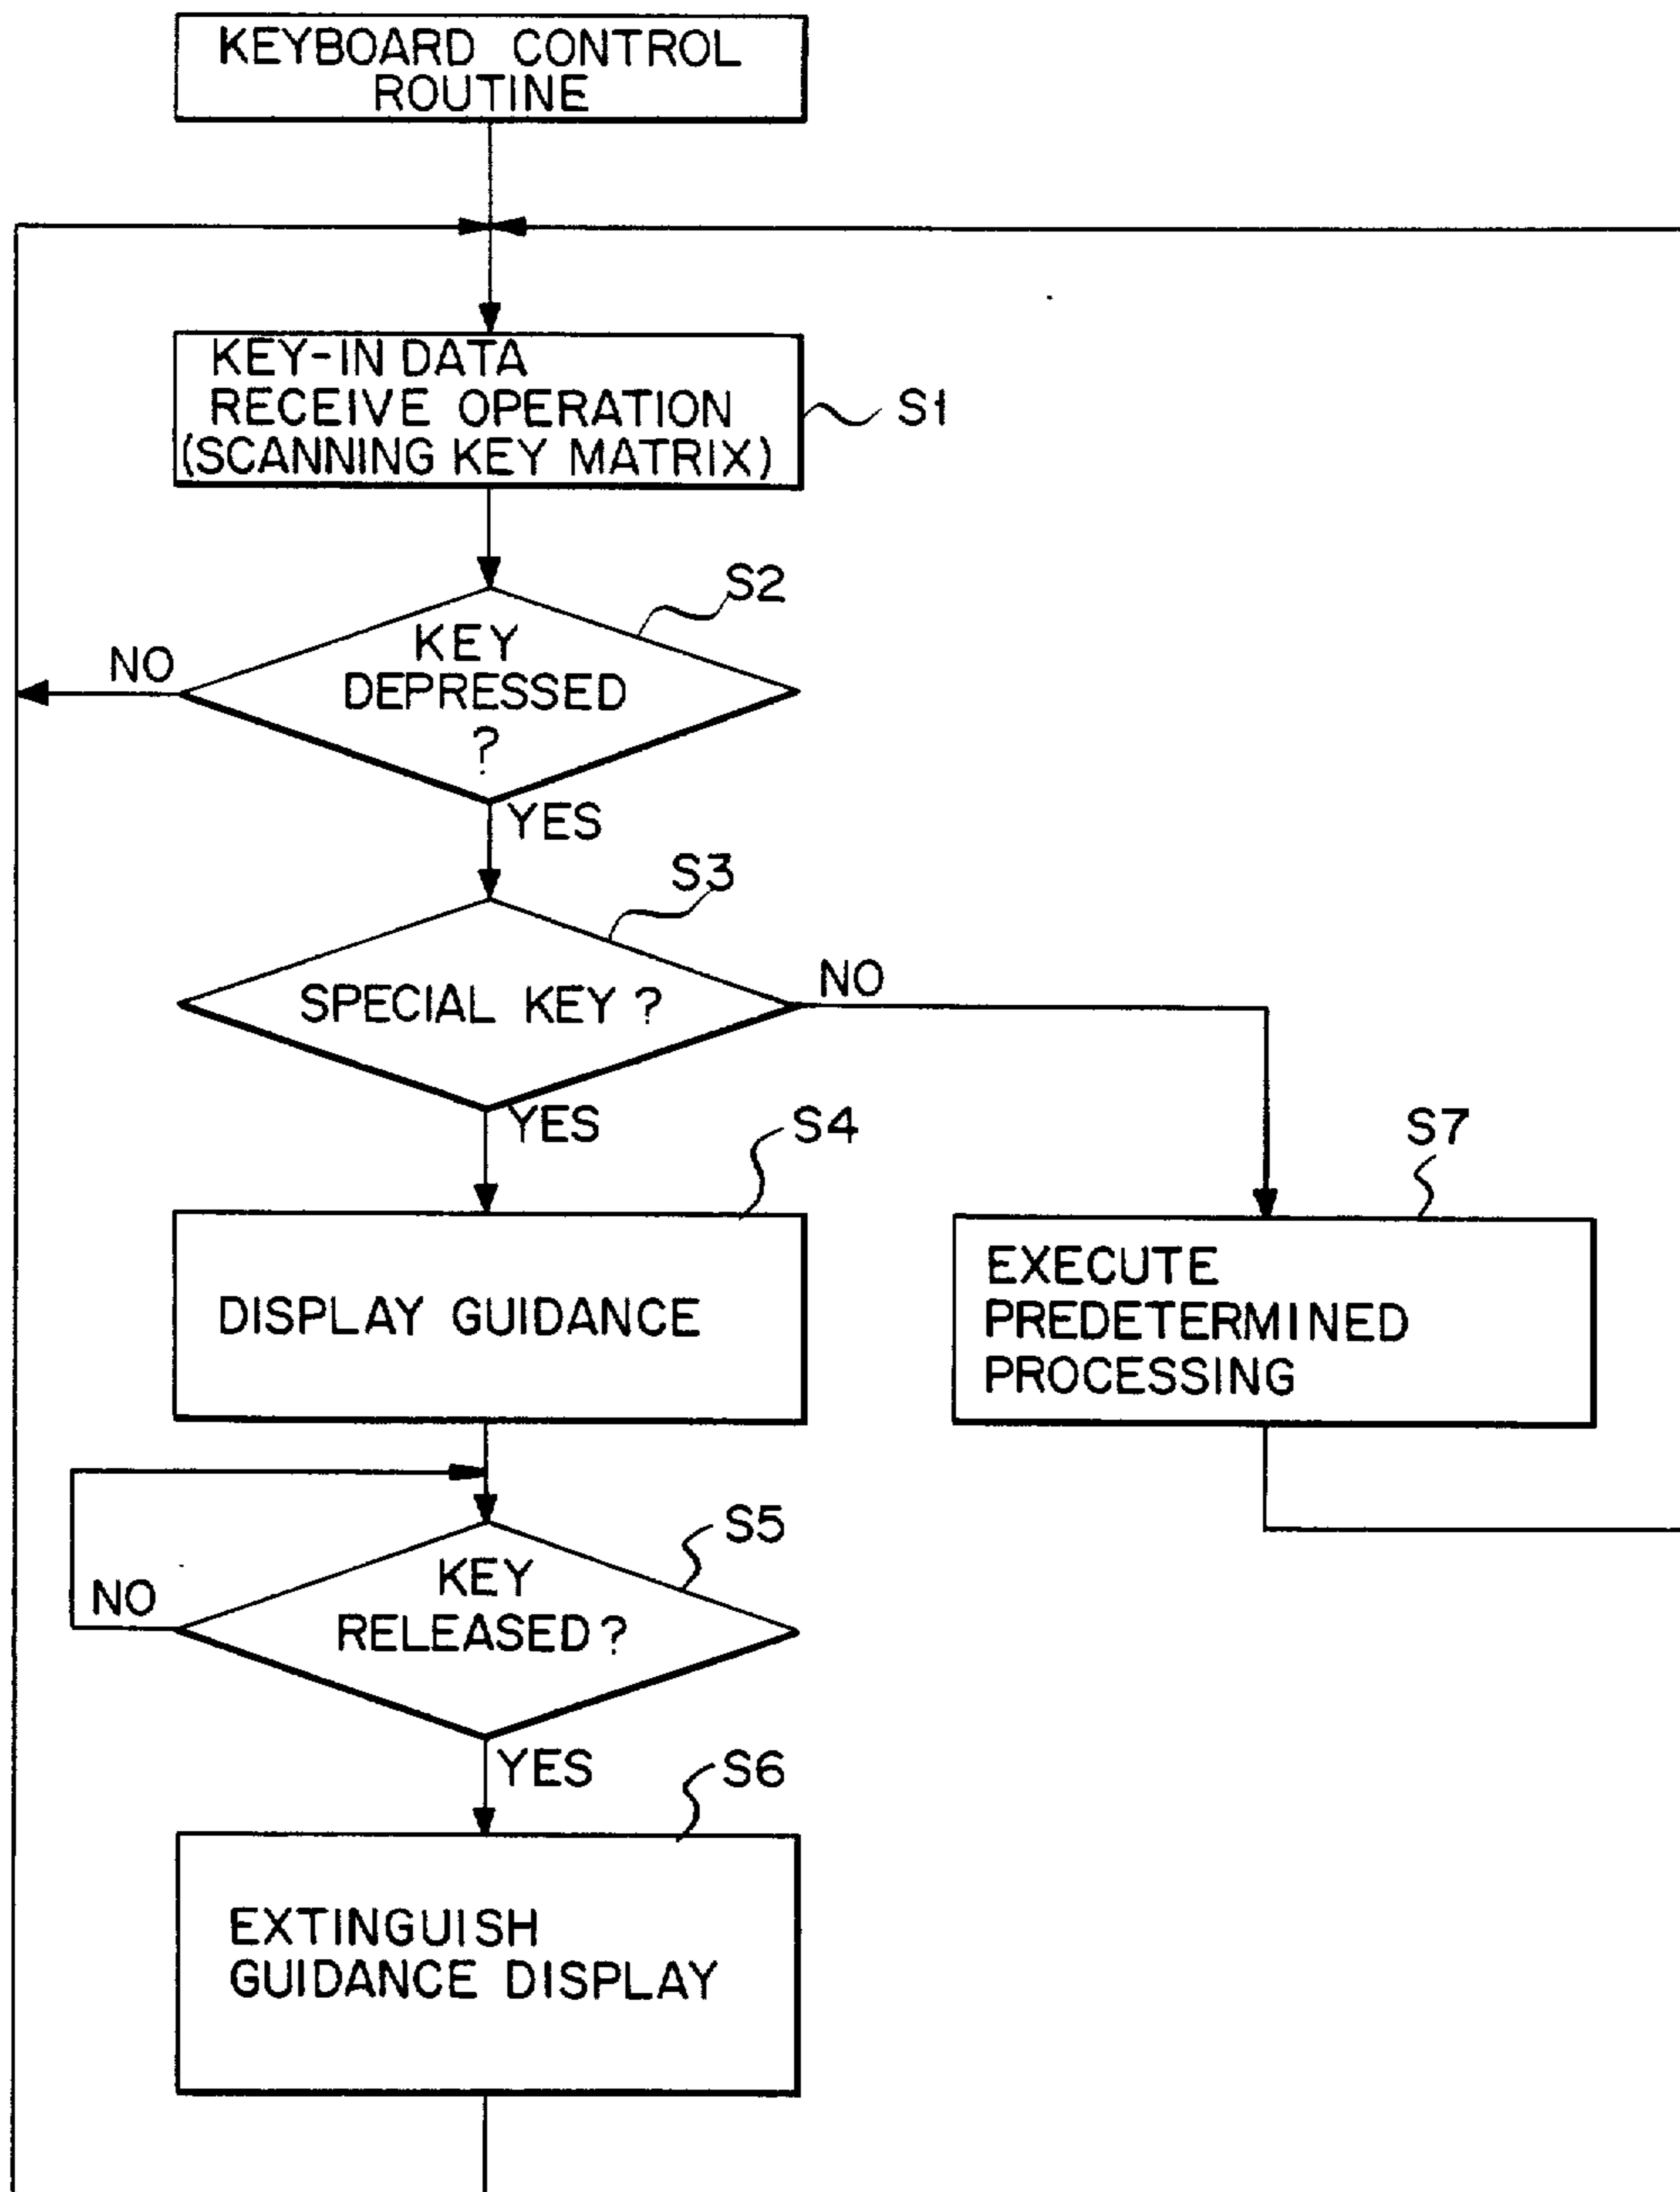 KEYBOARD CONTROL
ROUTINE
KEY-IN DATA
RECEIVE OPERATION
(SCANNING KEY MATRIX)
S1
S2
KEY
DEPRESSED
?
NO
YES
S3
SPECIAL KEY ?
NO
YES
S4
DISPLAY GUIDANCE
S7
EXECUTE
PREDETERMINED
PROCESSING
S5
KEY
RELEASED ?
NO
YES
S6
EXTINGUISH
GUIDANCE DISPLAY